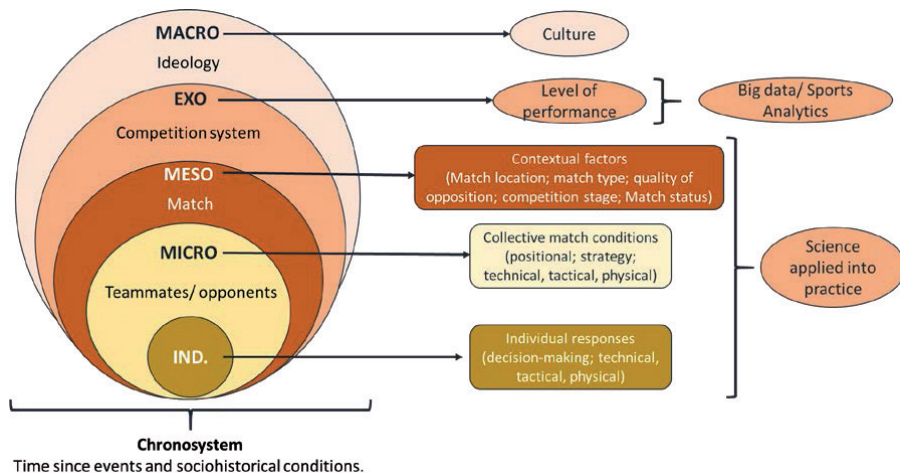 MACRO
Ideology
EXO
Competition system
MESO
Match
MICRO
Teammates/ opponents
IND.
Culture
Level of
performance
Big data/ Sports
Analytics
Contextual factors
(Match location; match type; quality of
opposition; competition stage; Match status)
Collective match conditions
(positional; strategy;
technical, tactical, physical)
Individual responses
(decision-making; technical,
tactical, physical)
Science
applied into
practice
Chronosystem
Time since events and sociohistorical conditions.